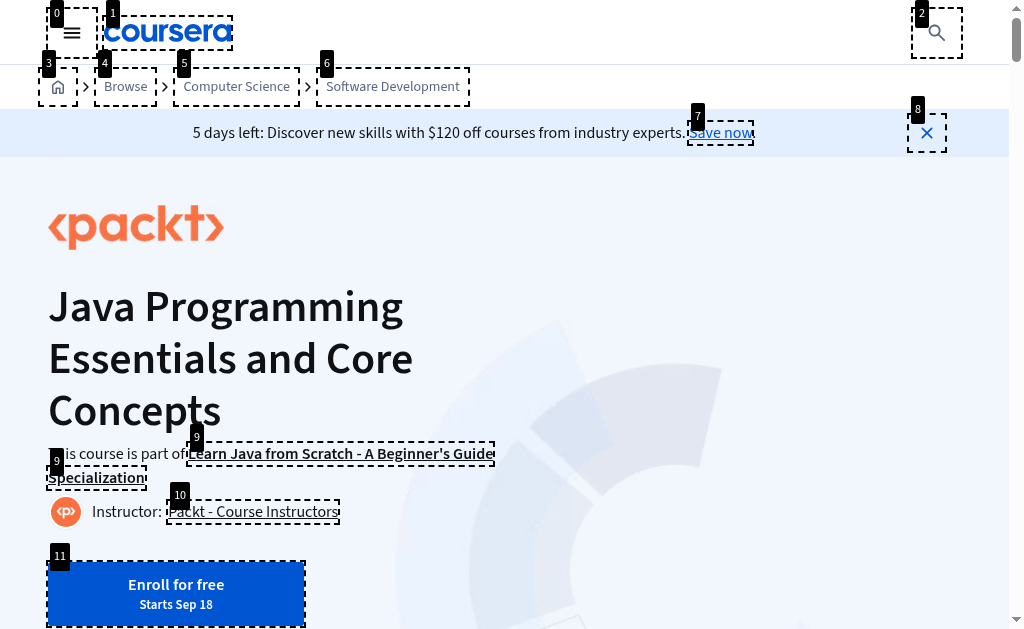 0
1
coursera
2
3
4
Browse
5
Computer Science
6
Software Development
5 days left: Discover new skills with $120 off courses from industry experts.
7
Save now
8
<packt>
Java Programming
Essentials and Core
Concepts
9
is course is part of Learn Java from Scratch - A Beginner's Guide
9
Specialization
<p>
Instructor:
10
Packt - Course Instructors
11
Enroll for free
Starts Sep 18